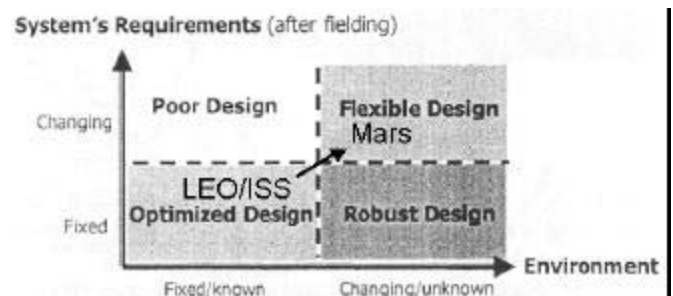 System's Requirements (after fielding)
Poor Design
Flexible Design
Changing
Mars
LEO/ISS
Optimized Design
Robust Design
Fixed
Environment
Fixed/known
Changing/unknown